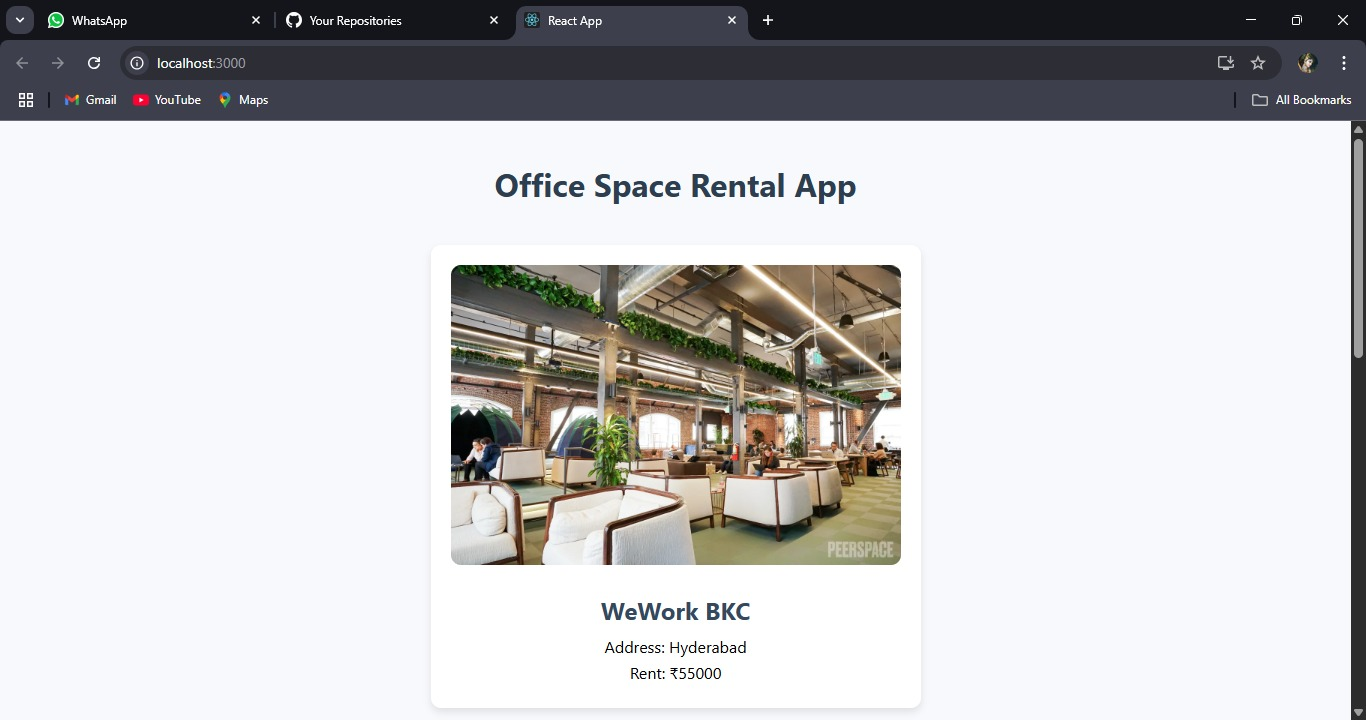 WhatsApp
Your Repositories
React App
localhost:3000
Gmail
YouTube
Maps
All Bookmarks
Office Space Rental App
PEERSPACE
WeWork BKC
Address: Hyderabad
Rent: ₹55000